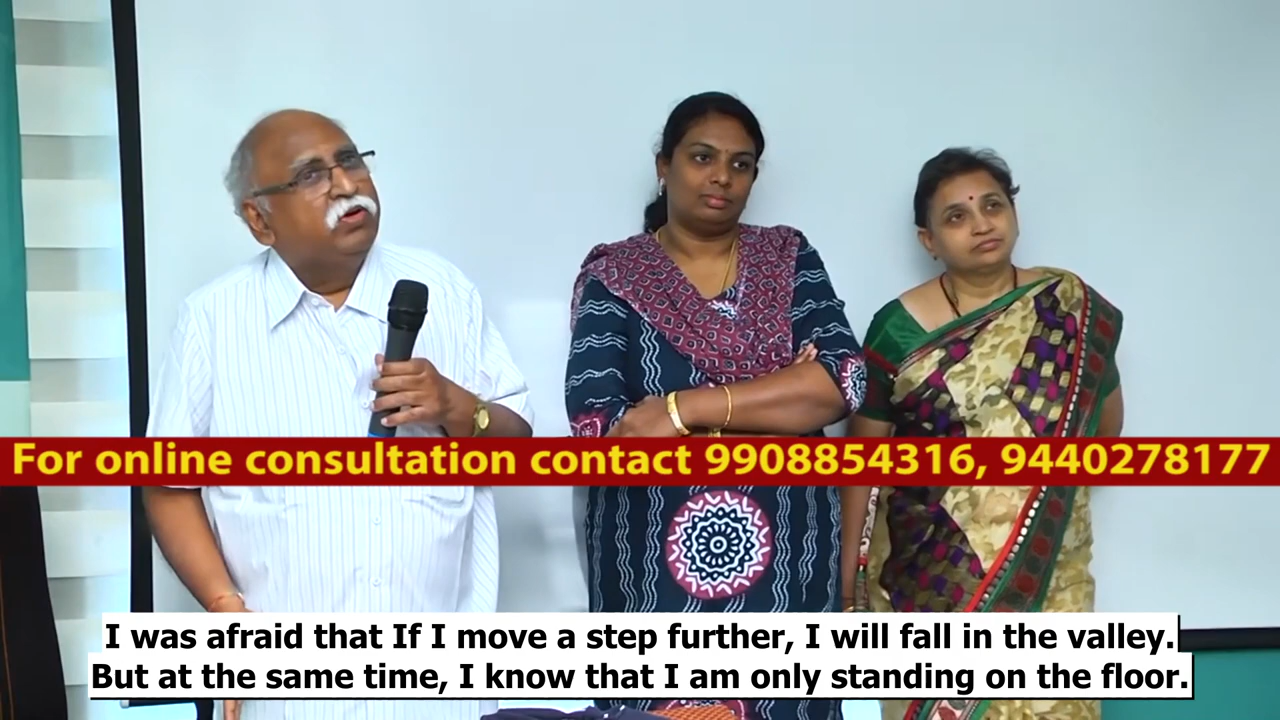 For online consultation contact 9908854316, 9440278177
I was afraid that If I move a step further, I will fall in the valley.
But at the same time, I know that I am only standing on the floor.